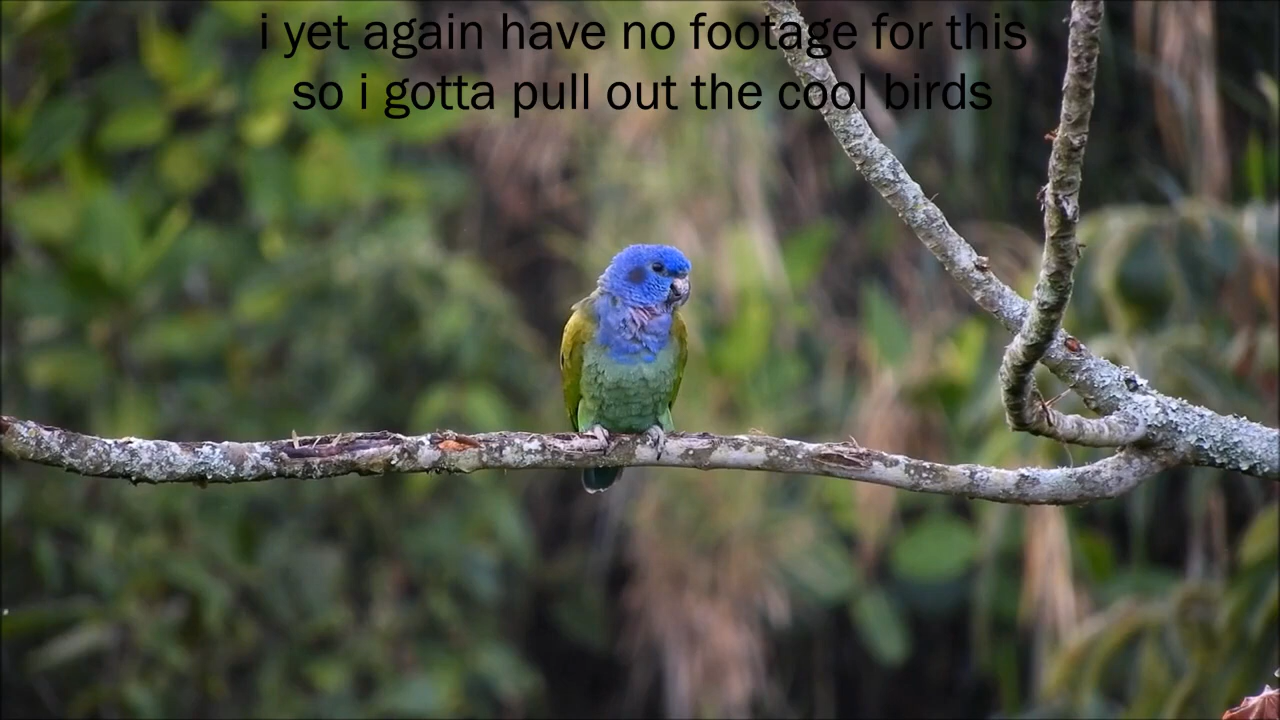 i yet again have no footage for this
so i gotta pull out the cool birds